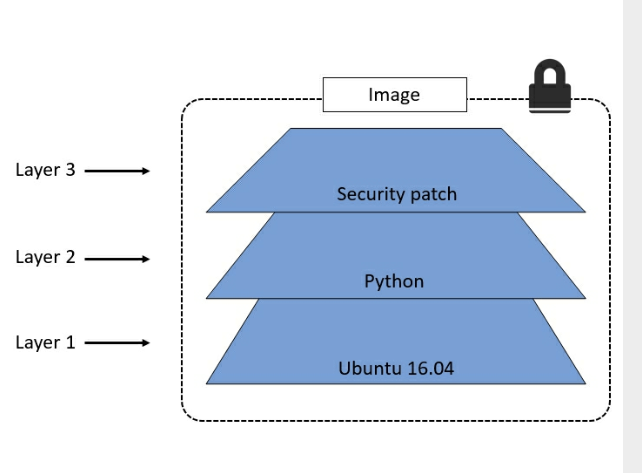 Image
Layer 3
Security patch
Layer 2
Python
Layer 1
Ubuntu 16.04